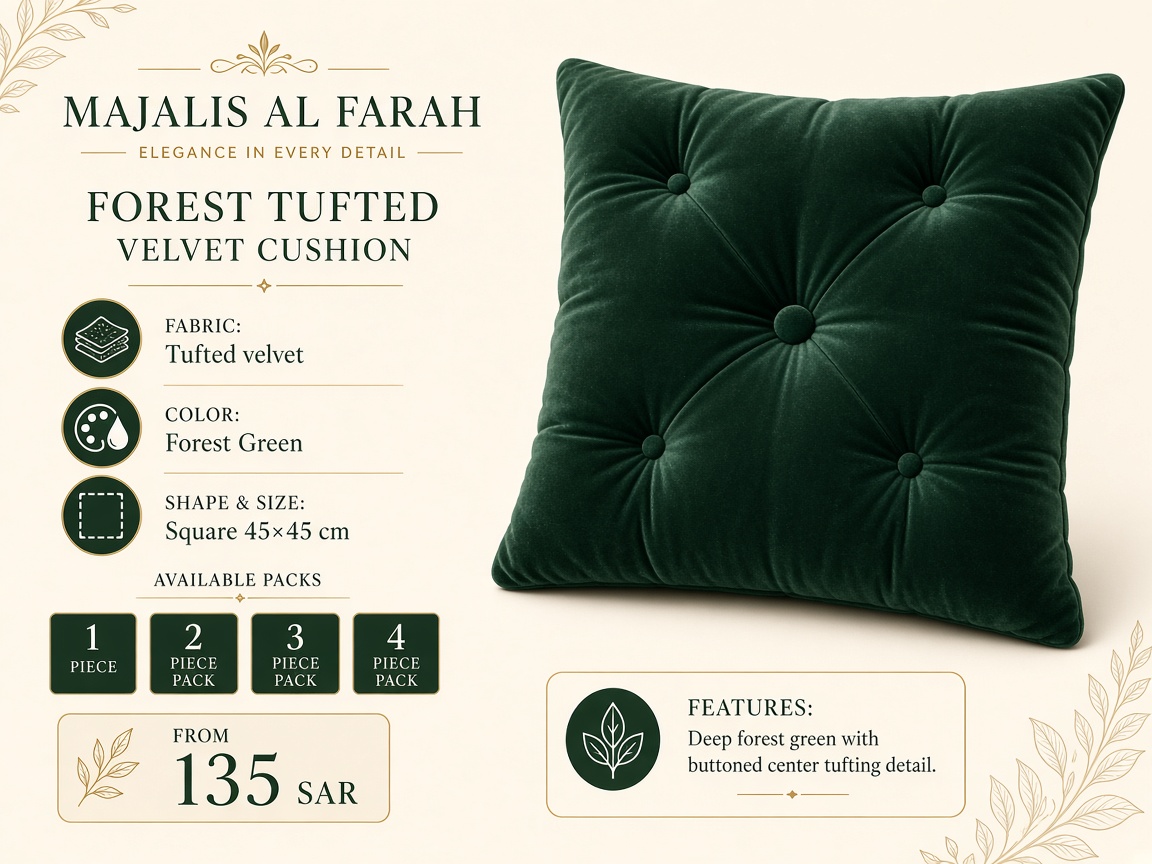 MAJALIS AL FARAH
ELEGANCE IN EVERY DETAIL
FOREST TUFTED
VELVET CUSHION
FABRIC:
Tufted velvet
COLOR:
Forest Green
SHAPE & SIZE:
Square 45×45 cm
AVAILABLE PACKS
1
PIECE
2
PIECE
PACK
3
PIECE
PACK
4
PIECE
PACK
FROM
135 SAR
FEATURES:
Deep forest green with
buttoned center tufting detail.